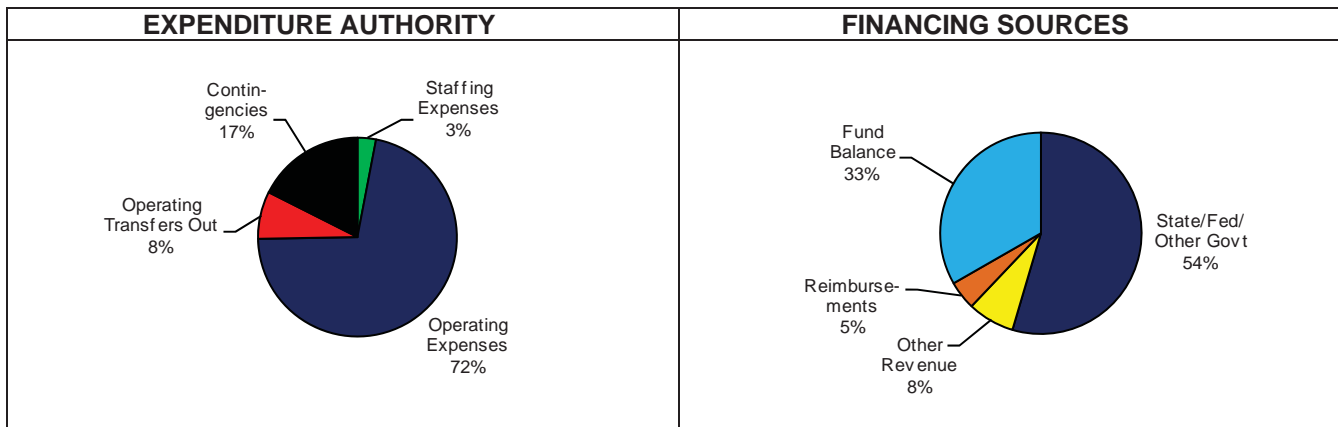 EXPENDITURE AUTHORITY
Contin-
gencies
17%
Staffing
Expenses
3%
Operating
Transfers Out
8%
Operating
Expenses
72%
FINANCING SOURCES
Fund
Balance
33%
State/Fed/
Other Govt
54%
Reimburse-
ments
5%
Other
Revenue
8%